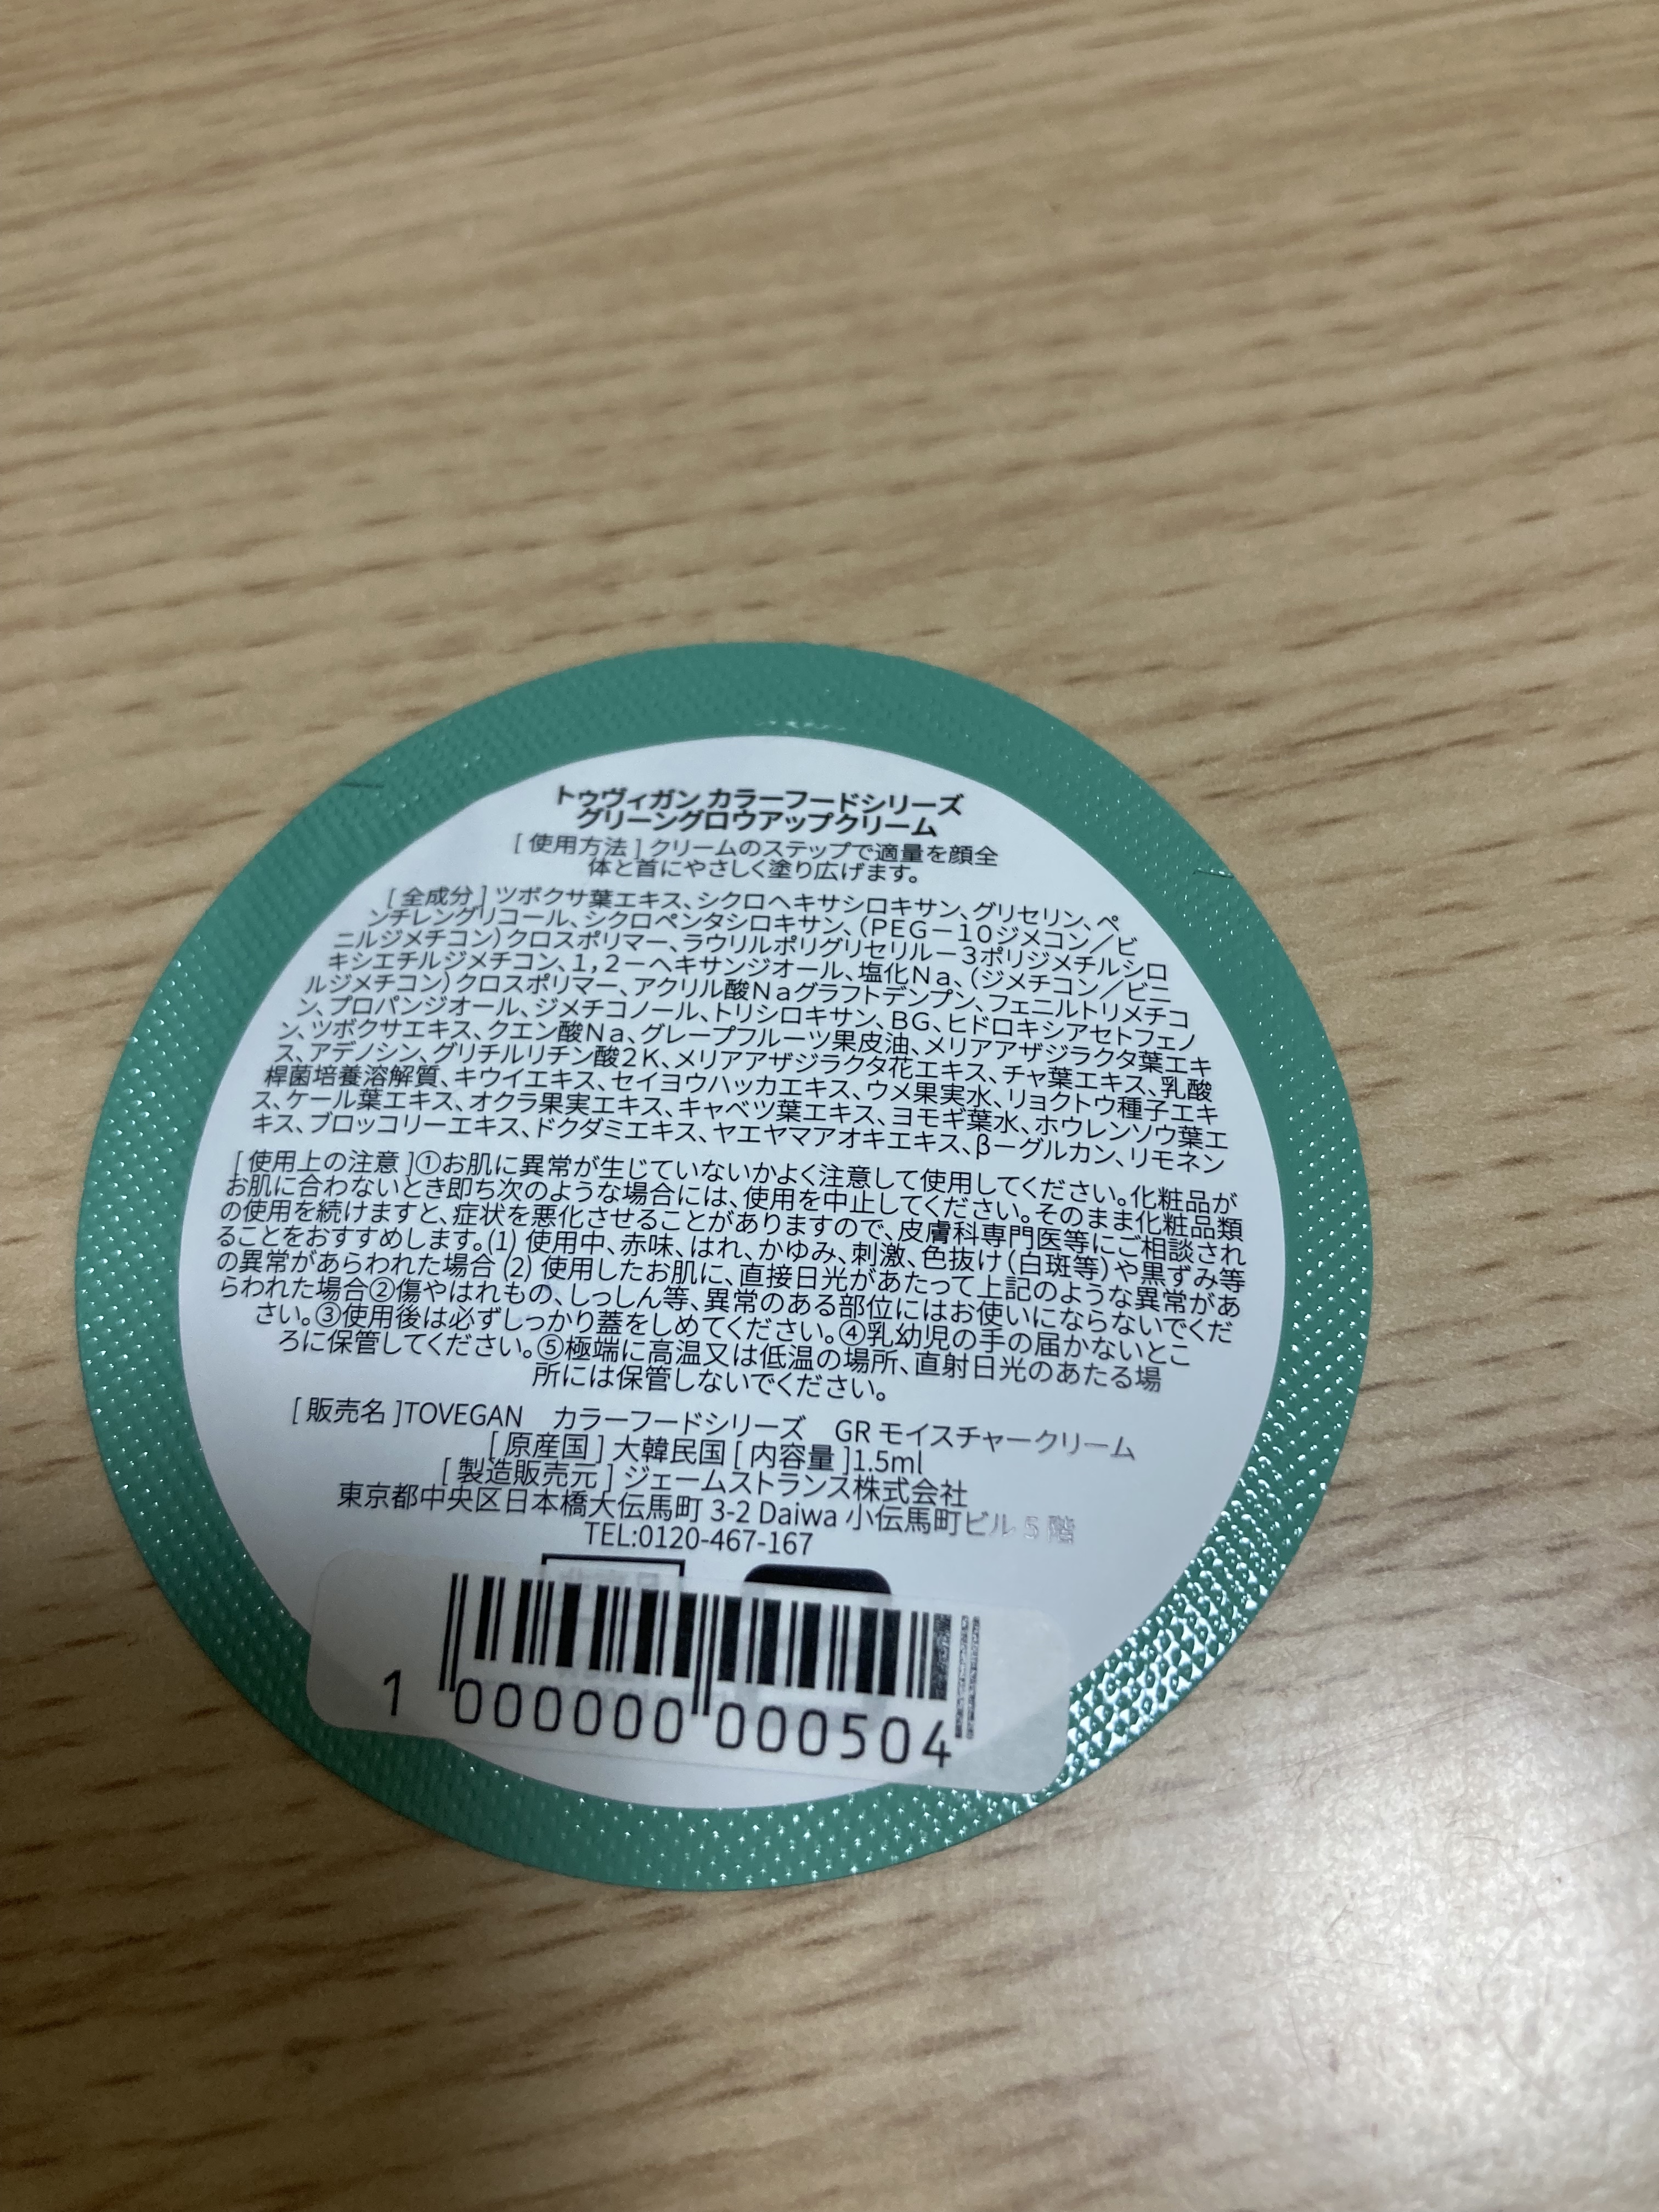 トゥヴィガン カラーフードシリーズ
グリーングロウアップクリーム
[ 使用方法 ] クリームのステップで適量を顔全
体と首にやさしく塗り広げます。
[ 全成分 ] ツボクサ葉エキス、シクロヘキサシロキサン、グリセリン、ペ
ンチレングリコール、シクロペンタシロキサン、(PEG－10ジメコン／ビ
ニルジメチコン)クロスポリマー、ラウリルポリグリセリル－3ポリジメチルシロ
キシエチルジメチコン、1,2－ヘキサンジオール、塩化Na、(ジメチコン／ビニ
ルジメチコン)クロスポリマー、アクリル酸Naグラフトデンプン、フェニルトリメチコ
ン、プロパンジオール、ジメチコノール、トリシロキサン、BG、ヒドロキシアセトフェノ
ン、ツボクサエキス、クエン酸Na、グレープフルーツ果皮油、メリアアザジラクタ葉エキ
ス、アデノシン、グリチルリチン酸2K、メリアアザジラクタ花エキス、チャ葉エキス、乳酸
桿菌培養溶解質、キウイエキス、セイヨウハッカエキス、ウメ果実水、リョクトウ種子エキ
ス、ケール葉エキス、オクラ果実エキス、キャベツ葉エキス、ヨモギ葉水、ホウレンソウ葉エ
キス、ブロッコリーエキス、ドクダミエキス、ヤエヤマアオキエキス、β－グルカン、リモネン
[ 使用上の注意 ]①お肌に異常が生じていないかよく注意して使用してください。化粧品が
お肌に合わないとき即ち次のような場合には、使用を中止してください。そのまま化粧品類
の使用を続けますと、症状を悪化させることがありますので、皮膚科専門医等にご相談され
ることをおすすめします。(1) 使用中、赤味、はれ、かゆみ、刺激、色抜け(白斑等)や黒ずみ等
の異常があらわれた場合 (2) 使用したお肌に、直接日光があたって上記のような異常があ
らわれた場合②傷やはれもの、しっしん等、異常のある部位にはお使いにならないでくだ
さい。③使用後は必ずしっかり蓋をしめてください。④乳幼児の手の届かないとこ
ろに保管してください。⑤極端に高温又は低温の場所、直射日光のあたる場
所には保管しないでください。
[ 販売名 ]TOVEGAN カラーフードシリーズ GR モイスチャークリーム
[ 原産国 ] 大韓民国 [ 内容量 ]1.5ml
[ 製造販売元 ] ジェームストランス株式会社
東京都中央区日本橋大伝馬町 3-2 Daiwa 小伝馬町ビル 5 階
TEL:0120-467-167
1 000000 000504